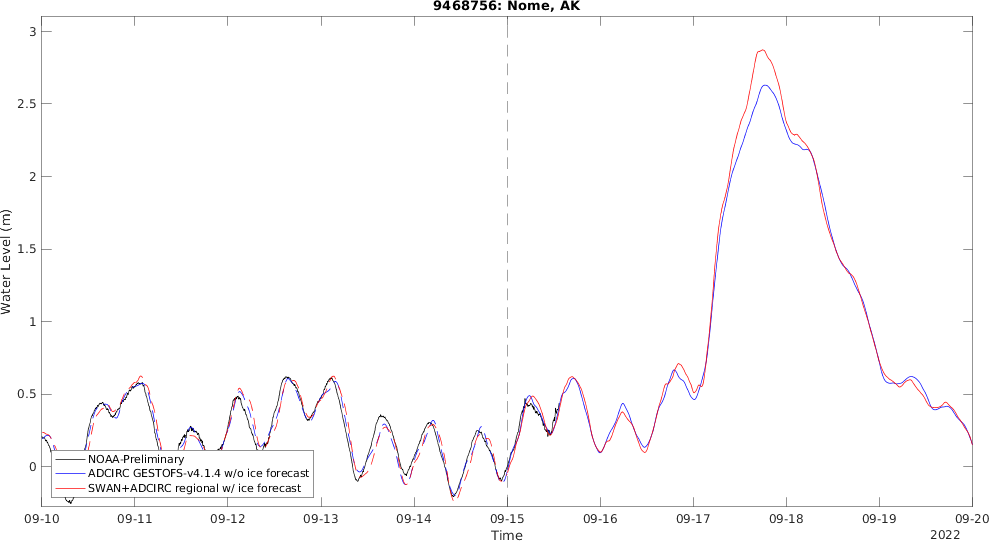 9468756: Nome, AK
Water Level (m)
3
2.5
2
1.5
1
0.5
0
NOAA-Preliminary
ADCIRC GESTOFS-v4.1.4 w/o ice forecast
SWAN+ADCIRC regional w/ ice forecast
09-10 09-11 09-12 09-13 09-14 09-15 09-16 09-17 09-18 09-19 09-20
Time
2022